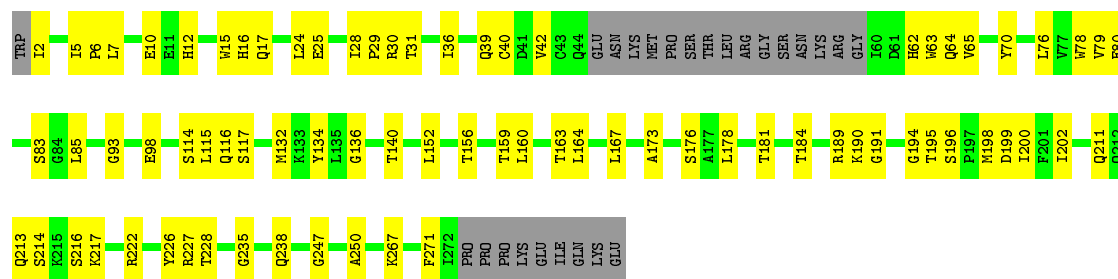 TRP I2 I5 P6 L7 E10 E11 H12 W15 H16 Q17 L24 E25 I28 P29 R30 T31 I36 Q39 C40 D41 V42 C43 Q44 GLU ASN LYS MET PRO SER THR LEU ARG GLY SER ASN LYS ARG GLY I60 D61 H62 W63 Q64 V65 Y70 L76 V77 W78 V79
S83 G84 L85 G93 E98 S114 L115 Q116 S117 M132 K133 Y134 L135 G136 T140 L152 T156 T159 L160 T163 L164 L167 A173 S176 A177 L178 T181 T184 R189 K190 G191 G194 T195 S196 P197 M198 D199 I200 F201 I202 Q211
Q213 S214 K215 S216 K217 R222 Y226 R227 T228 G235 Q238 G247 A250 K267 F271 I272 PRO PRO PRO LYS GLU ILE GLN LYS GLU